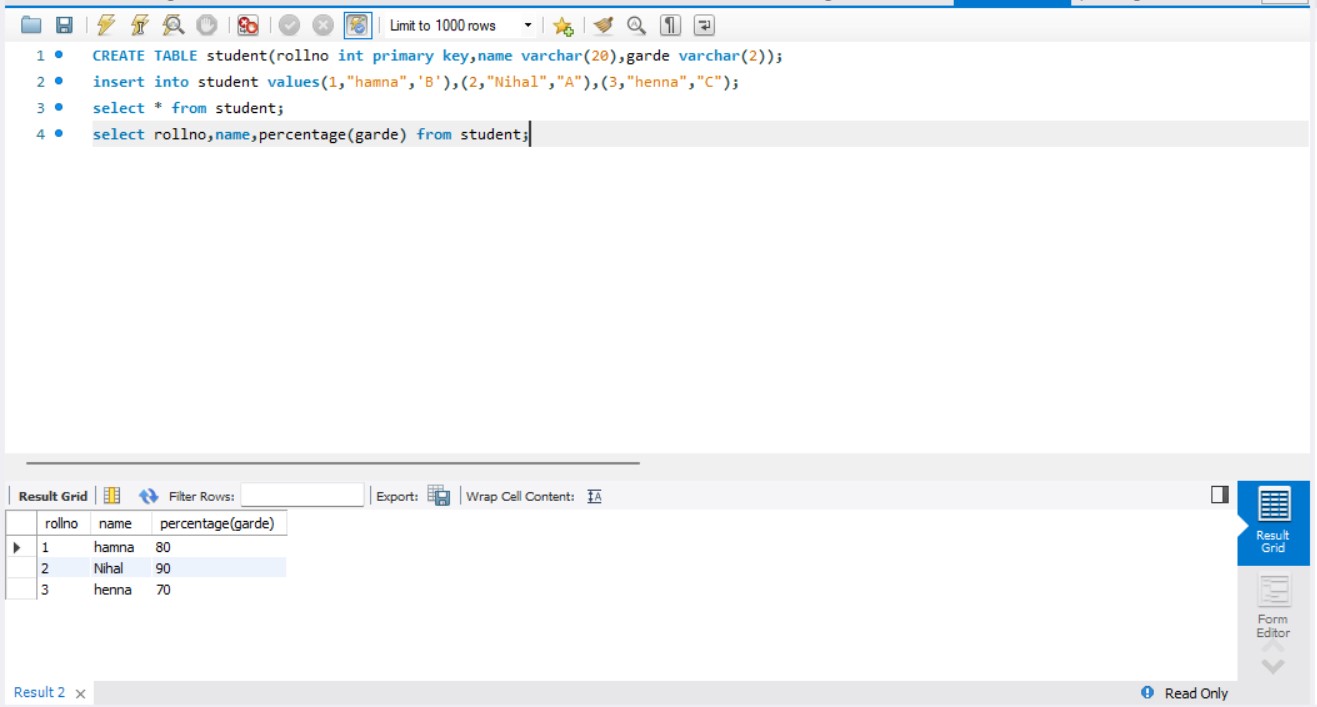 Limit to 1000 rows
1 CREATE TABLE student(rollno int primary key,name varchar(20),garde varchar(2));
2 insert into student values(1,"hamna",'B'),(2,"Nihal","A"),(3,"henna","C");
3 select * from student;
4 select rollno,name,percentage(garde) from student;
Result Grid Filter Rows: Export: Wrap Cell Content: IA
rollno name percentage(garde)
1 hamna 80
2 Nihal 90
3 henna 70
Result
Grid
Form
Editor
Result 2 × Read Only